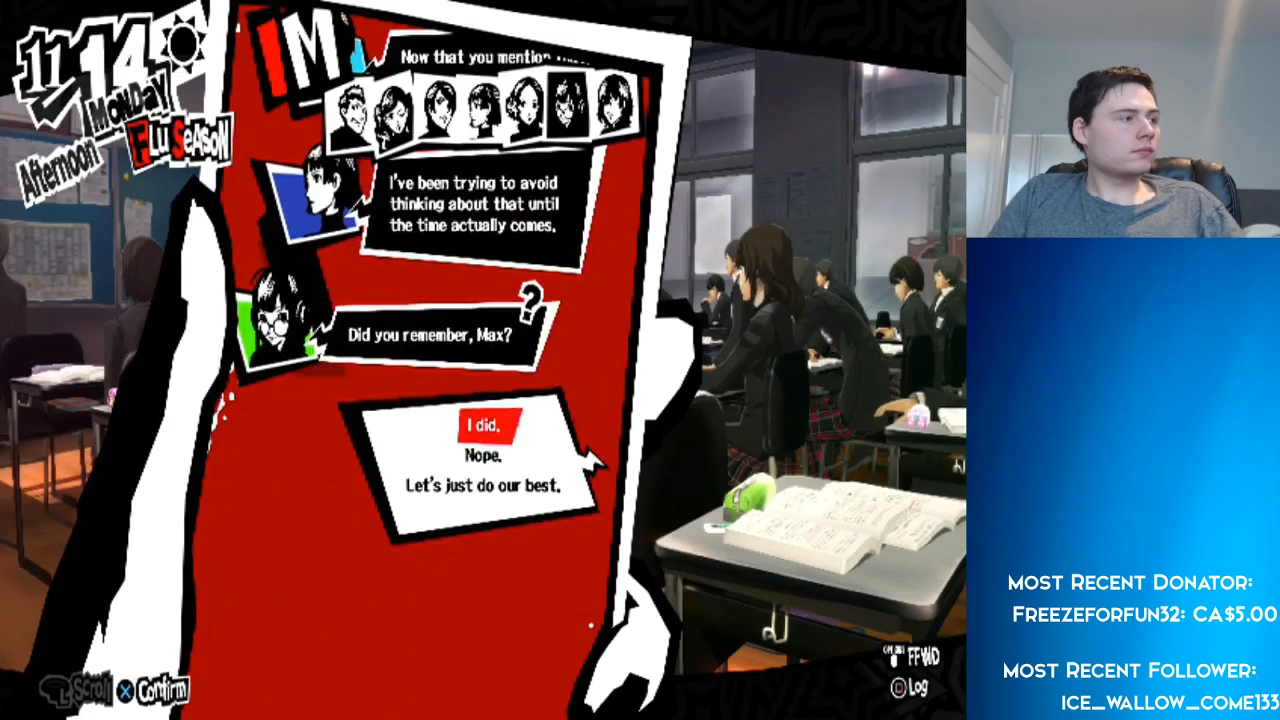 11 14
Monday
Flu Season
Afternoon
IM
Now that you mention
I've been trying to avoid
thinking about that until
the time actually comes.
?
Did you remember, Max?
I did.
Nope.
Let's just do our best.
L Scroll X Confirm
OPTIONS FFWD
Log
Most Recent Donator:
Freezeforfun32: CA$5.00
Most Recent Follower:
ice_wallow_come133